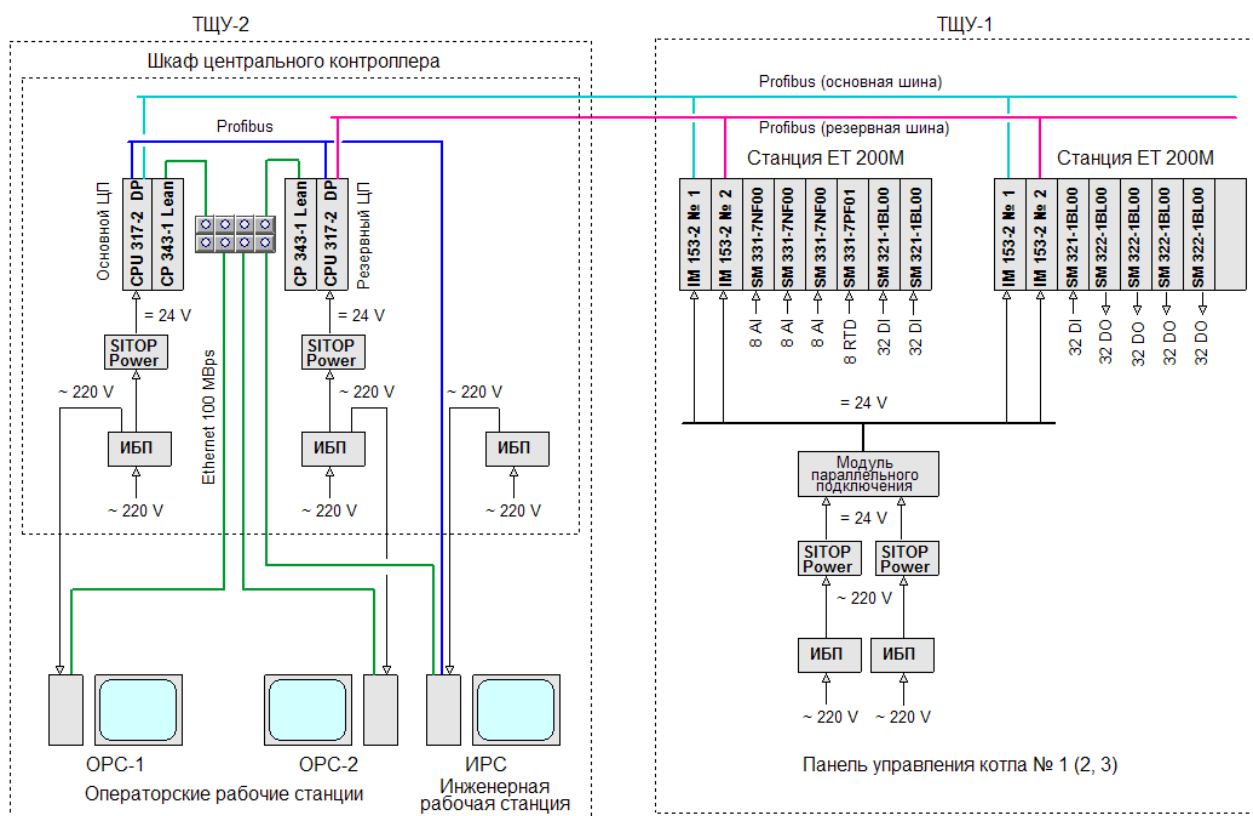 ТЩУ-2
Шкаф центрального контроллера
Profibus
Основной ЦП
CPU 317-2 DP
CP 343-1 Lean
CP 343-1 Lean
CPU 317-2 DP
Резервный ЦП
= 24 V
= 24 V
SITOP
Power
SITOP
Power
~ 220 V
~ 220 V
~ 220 V
Ethernet 100 MBps
ИБП
ИБП
ИБП
~ 220 V
~ 220 V
~ 220 V
ОРС-1
ОРС-2
ИРС
Операторские рабочие станции
Инженерная
рабочая станция
ТЩУ-1
Profibus (основная шина)
Profibus (резервная шина)
Станция ET 200M
Станция ET 200M
IM 153-2 № 1
IM 153-2 № 2
SM 331-7NF00
SM 331-7NF00
SM 331-7NF00
SM 331-7PF01
SM 321-1BL00
SM 321-1BL00
IM 153-2 № 1
IM 153-2 № 2
SM 321-1BL00
SM 322-1BL00
SM 322-1BL00
SM 322-1BL00
SM 322-1BL00
8 AI
8 AI
8 AI
8 RTD
32 DI
32 DI
32 DI
32 DO
32 DO
32 DO
32 DO
= 24 V
Модуль
параллельного
подключения
= 24 V
SITOP
Power
SITOP
Power
~ 220 V
ИБП
ИБП
~ 220 V
~ 220 V
Панель управления котла № 1 (2, 3)